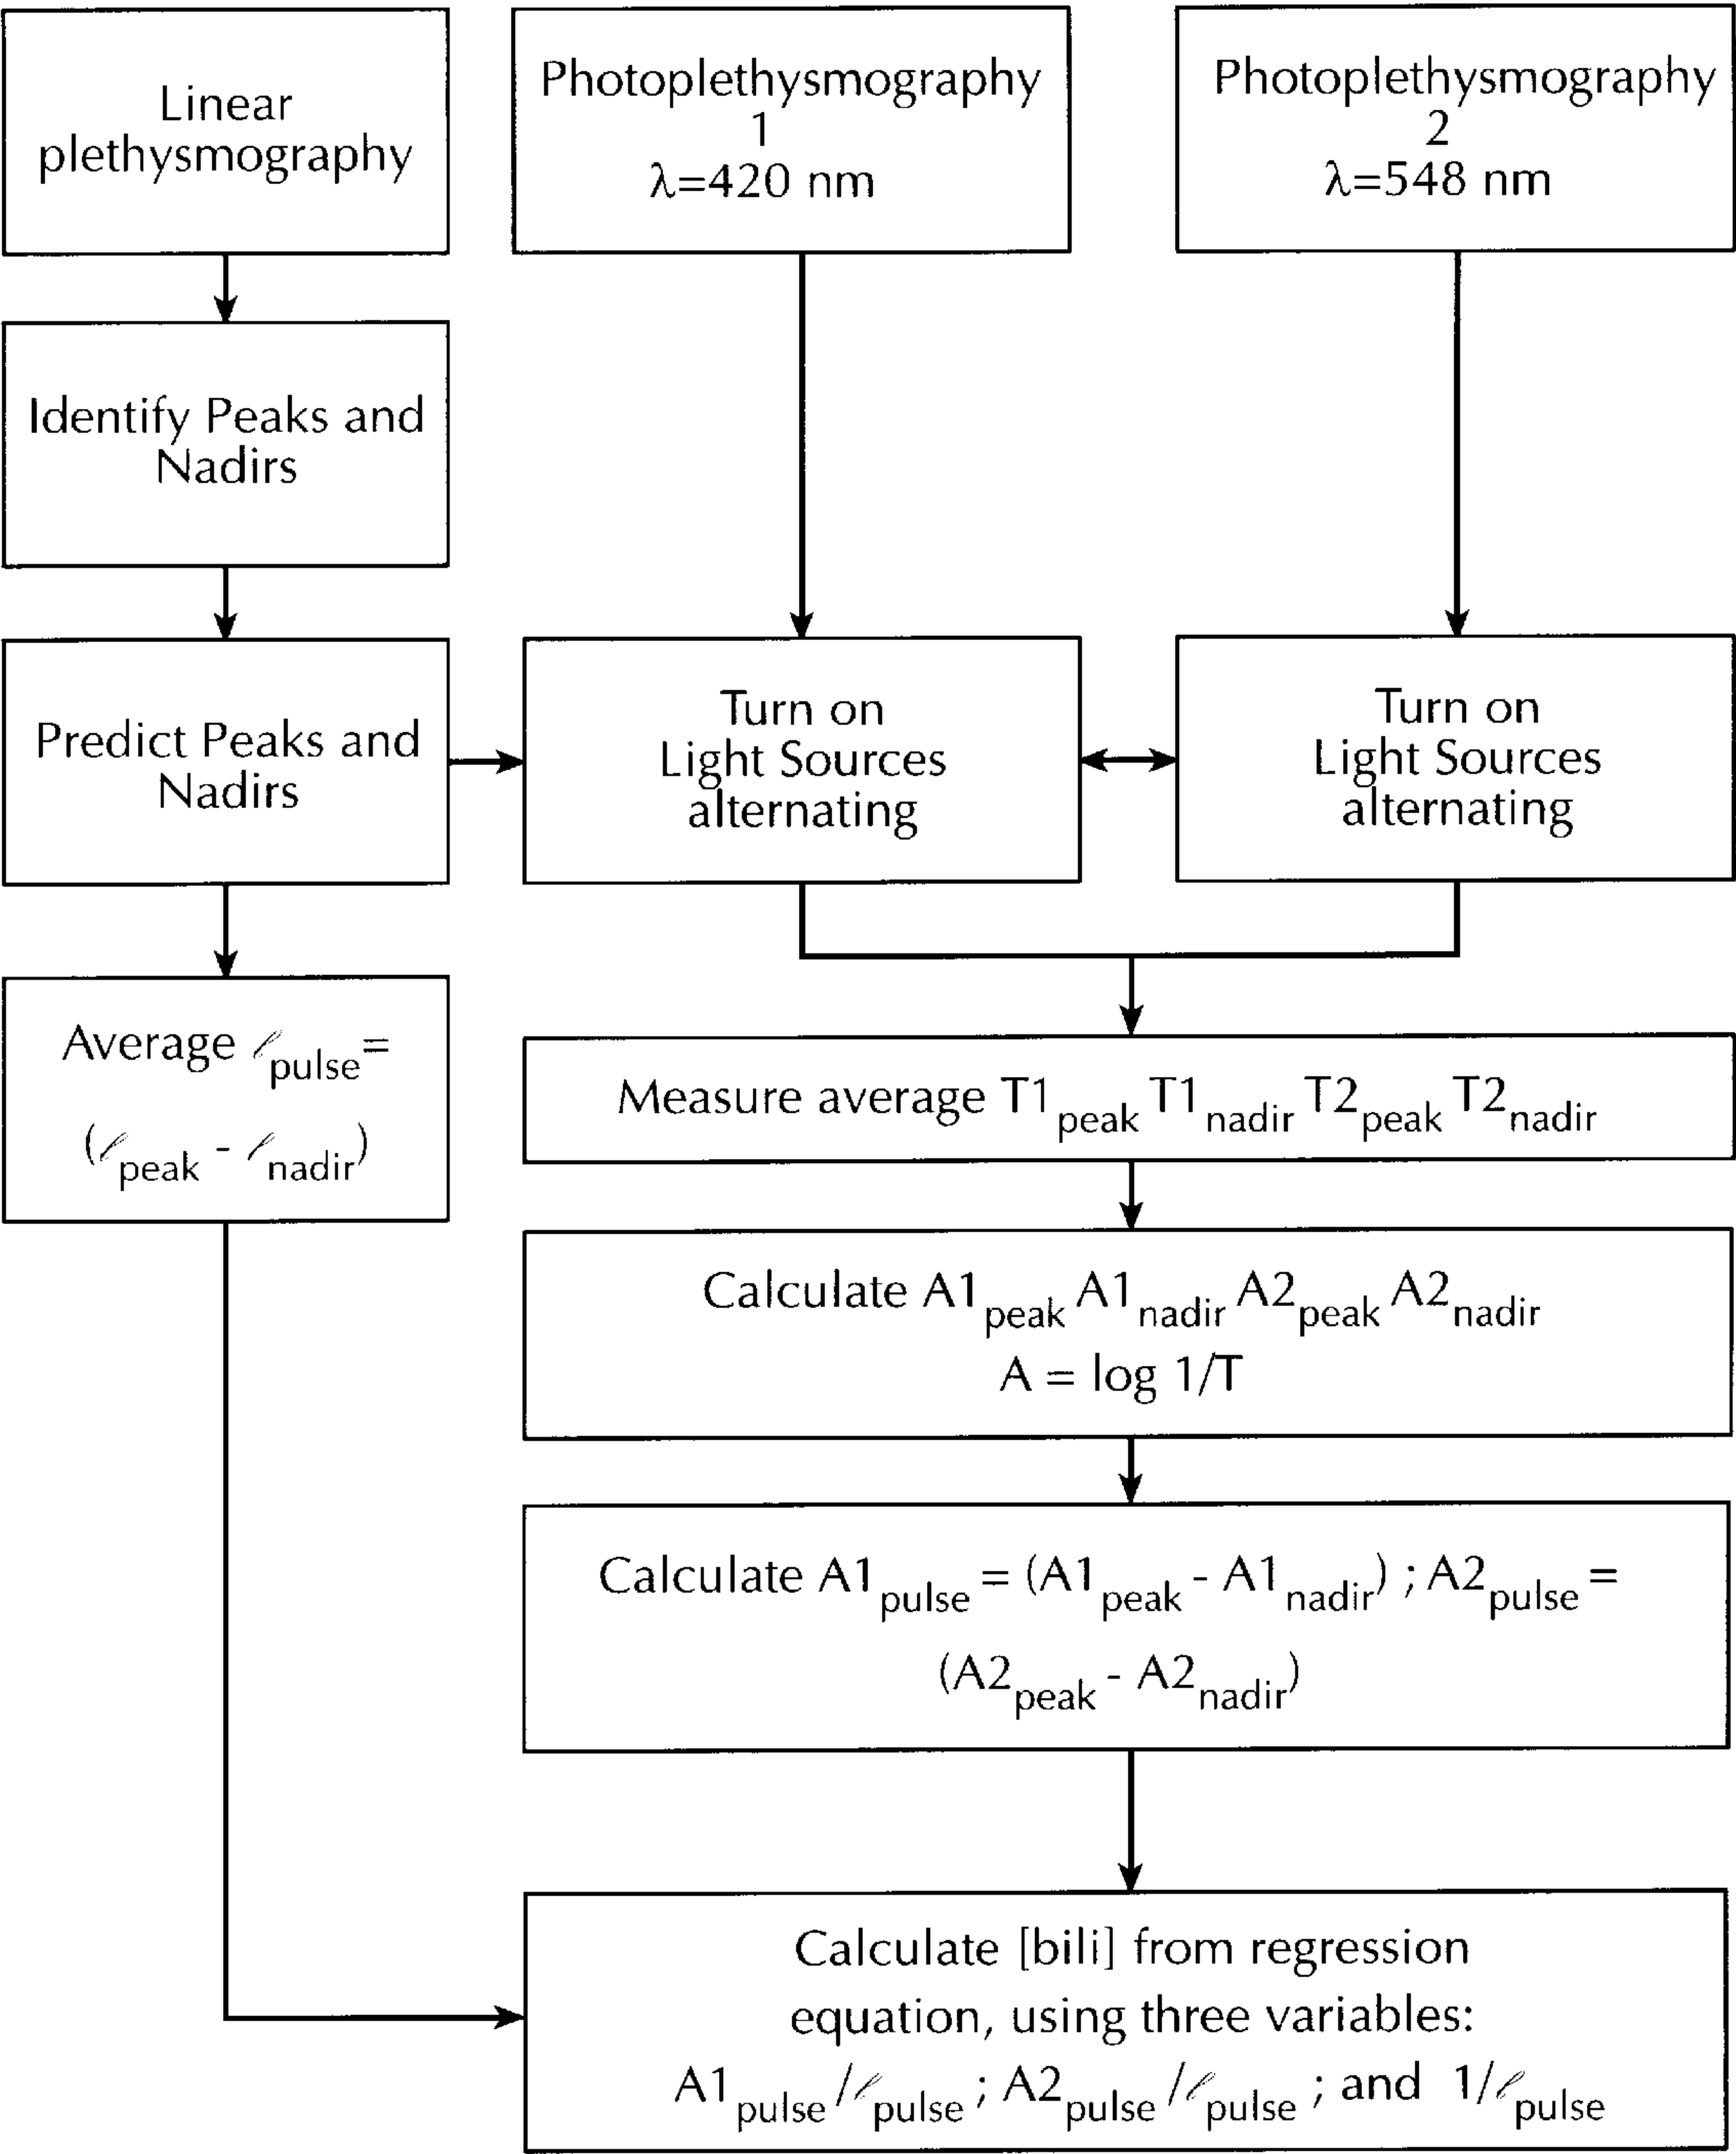 Linear
plethysmography
Photoplethysmography
1
λ=420 nm
Photoplethysmography
2
λ=548 nm
Identify Peaks and
Nadirs
Predict Peaks and
Nadirs
Turn on
Light Sources
alternating
Turn on
Light Sources
alternating
Average ℓpulse=
(ℓpeak - ℓnadir)
Measure average T1peak T1nadir T2peak T2nadir
Calculate A1peak A1nadir A2peak A2nadir
A = log 1/T
Calculate A1pulse = (A1peak - A1nadir) ; A2pulse =
(A2peak - A2nadir)
Calculate [bili] from regression
equation, using three variables:
A1pulse/ℓpulse ; A2pulse/ℓpulse ; and 1/ℓpulse